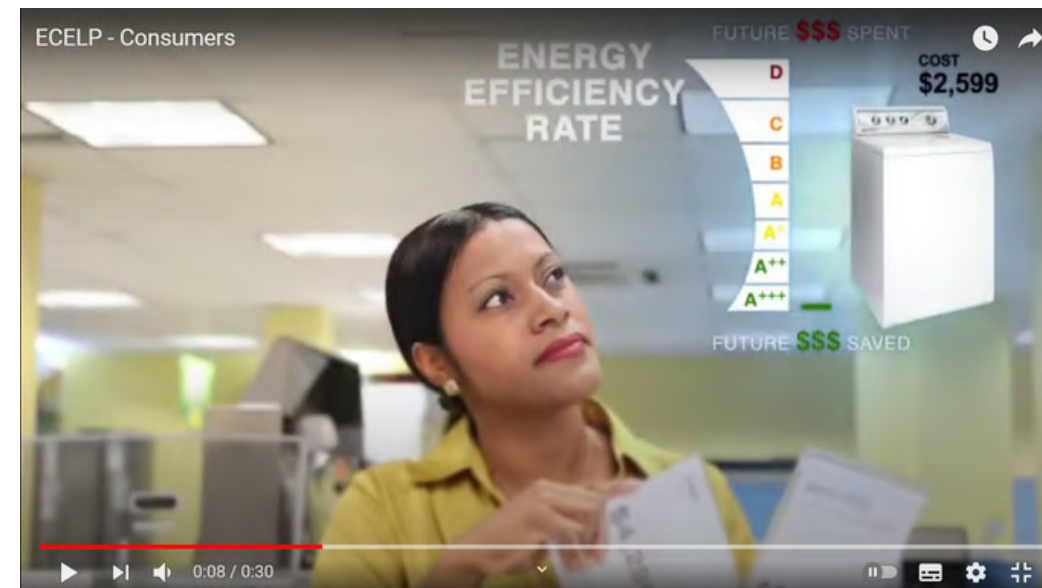 ECELP - Consumers
FUTURE $$$ SPENT
ENERGY
EFFICIENCY
RATE
COST
$2,599
D
C
B
A
A+
A++
A+++
FUTURE $$$ SAVED
0:08 / 0:30